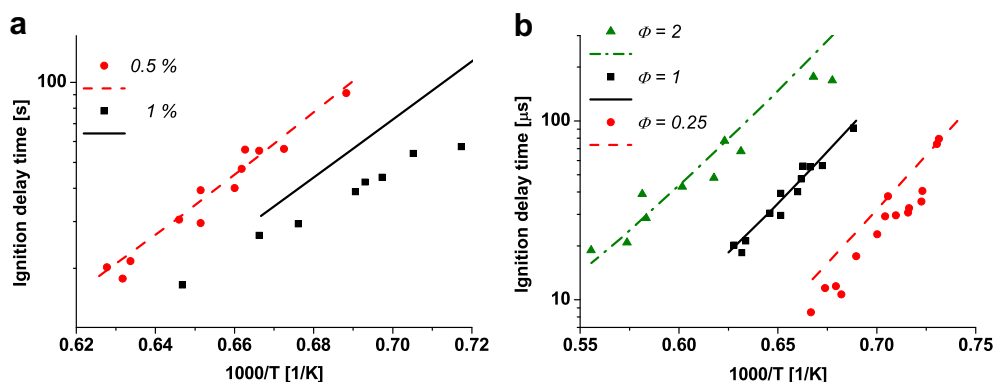 a
0.5 %
1 %
100
Ignition delay time [s]
0.62 0.64 0.66 0.68 0.70 0.72
1000/T [1/K]
b
Φ = 2
Φ = 1
Φ = 0.25
100
10
Ignition delay time [μs]
0.55 0.60 0.65 0.70 0.75
1000/T [1/K]